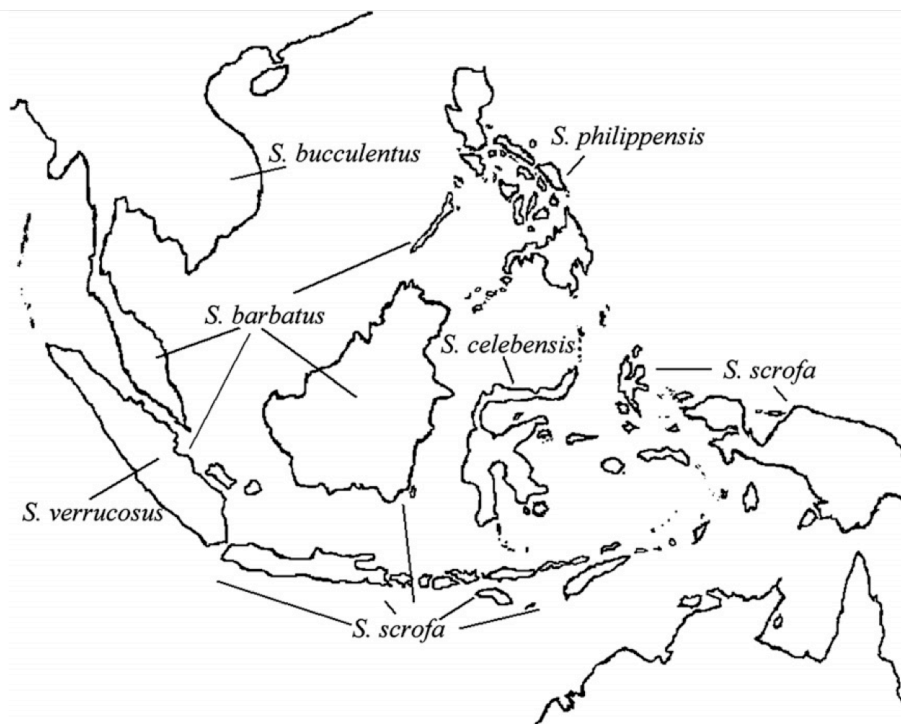 S. philippensis
S. bucculentus
S. barbatus
S. celebensis
S. scrofa
S. verrucosus
S. scrofa